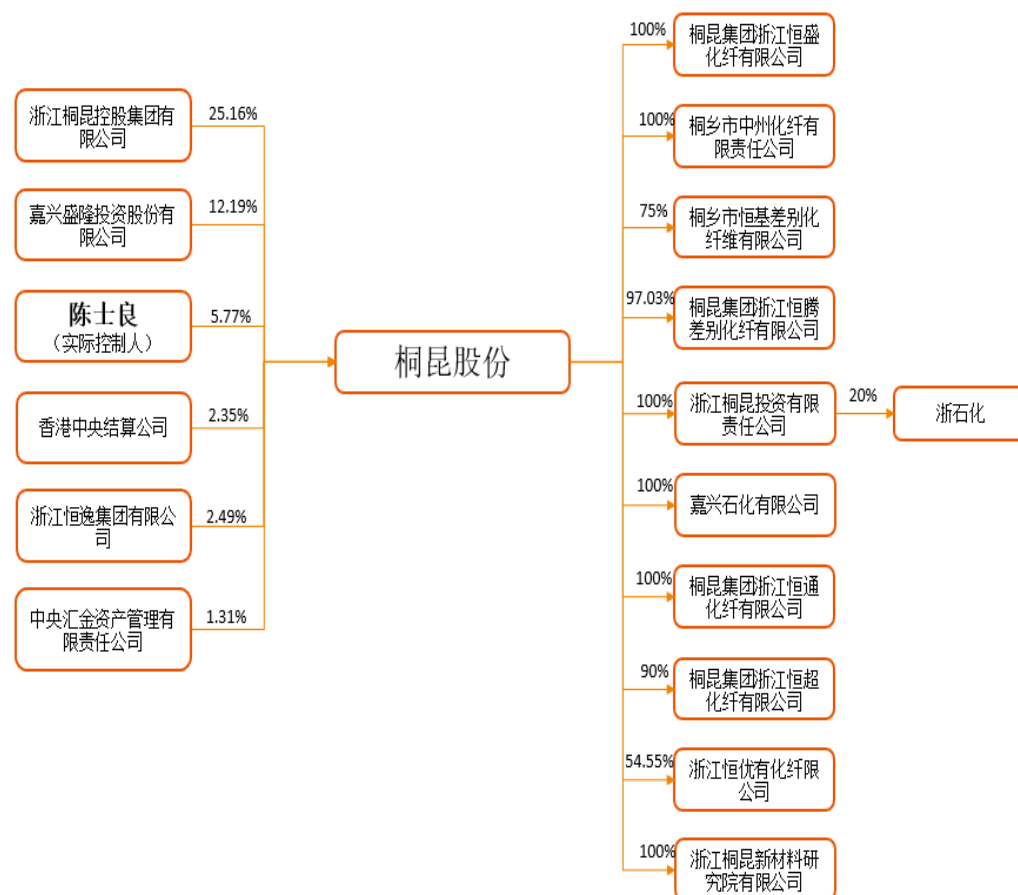 浙江桐昆控股集团有
限公司
25.16%
嘉兴盛隆投资股份有
限公司
12.19%
陈士良
（实际控制人）
5.77%
香港中央结算公司
2.35%
浙江恒逸集团有限公
司
2.49%
中央汇金资产管理有
限责任公司
1.31%
桐昆股份
100%
桐昆集团浙江恒盛
化纤有限公司
100%
桐乡市中州化纤有
限责任公司
75%
桐乡市恒基差别化
纤维有限公司
97.03%
桐昆集团浙江恒腾
差别化纤有限公司
100%
浙江桐昆投资有限
责任公司
20%
浙石化
100%
嘉兴石化有限公司
100%
桐昆集团浙江恒通
化纤有限公司
90%
桐昆集团浙江恒超
化纤有限公司
54.55%
浙江恒优有化纤限
公司
100%
浙江桐昆新材料研
究院有限公司